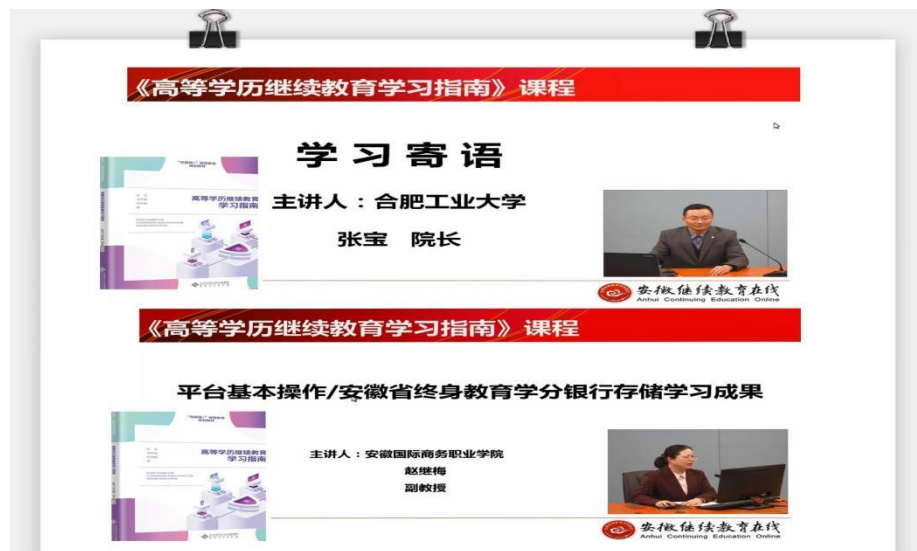 《高等学历继续教育学习指南》课程
学习寄语
高等学历继续教育
学习指南
主讲人：合肥工业大学
张宝 院长
安徽继续教育在线
Anhui Continuing Education Online
《高等学历继续教育学习指南》课程
平台基本操作/安徽省终身教育学分银行存储学习成果
高等学历继续教育
学习指南
主讲人：安徽国际商务职业学院
赵继梅
副教授
安徽继续教育在线
Anhui Continuing Education Online